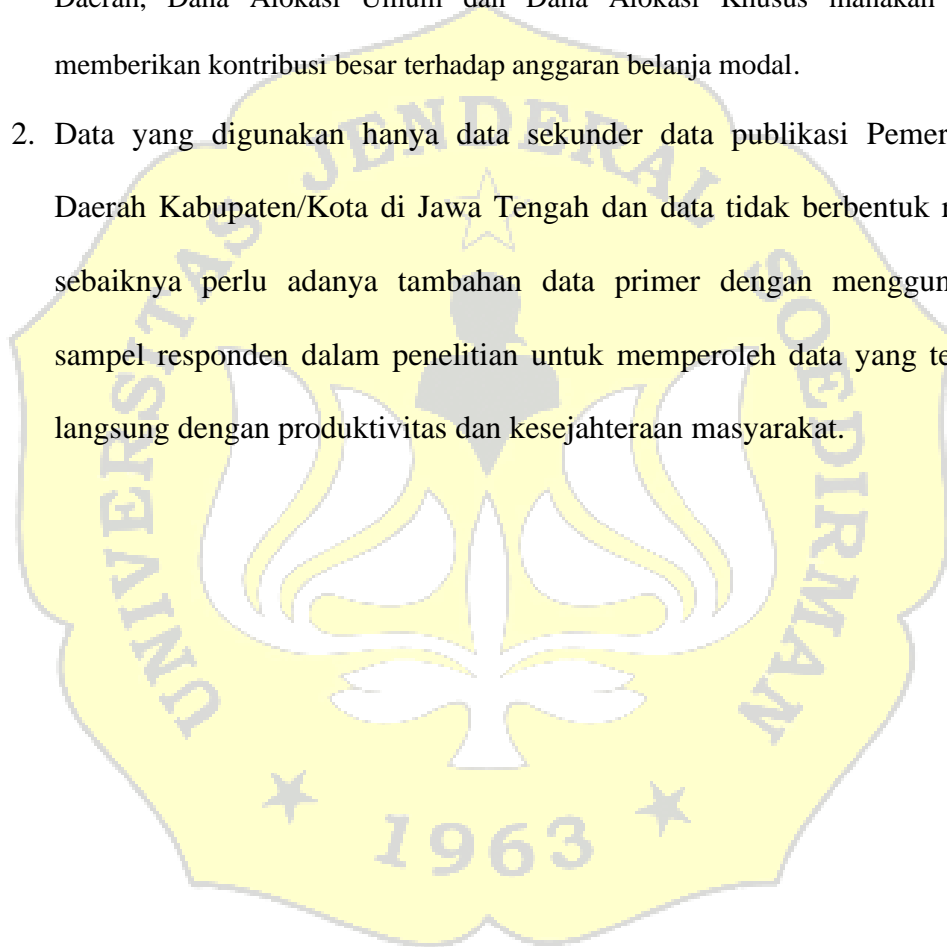 Daerah, Dana Alokasi Umum dan Dana Alokasi Khusus manakah
memberikan kontribusi besar terhadap anggaran belanja modal.
2. Data yang digunakan hanya data sekunder data publikasi Pemer
Daerah Kabupaten/Kota di Jawa Tengah dan data tidak berbentuk
sebaiknya perlu adanya tambahan data primer dengan menggun
sampel responden dalam penelitian untuk memperoleh data yang te
langsung dengan produktivitas dan kesejahteraan masyarakat.
UNIVERSITAS JENDERAL SOEDIRMAN
1963